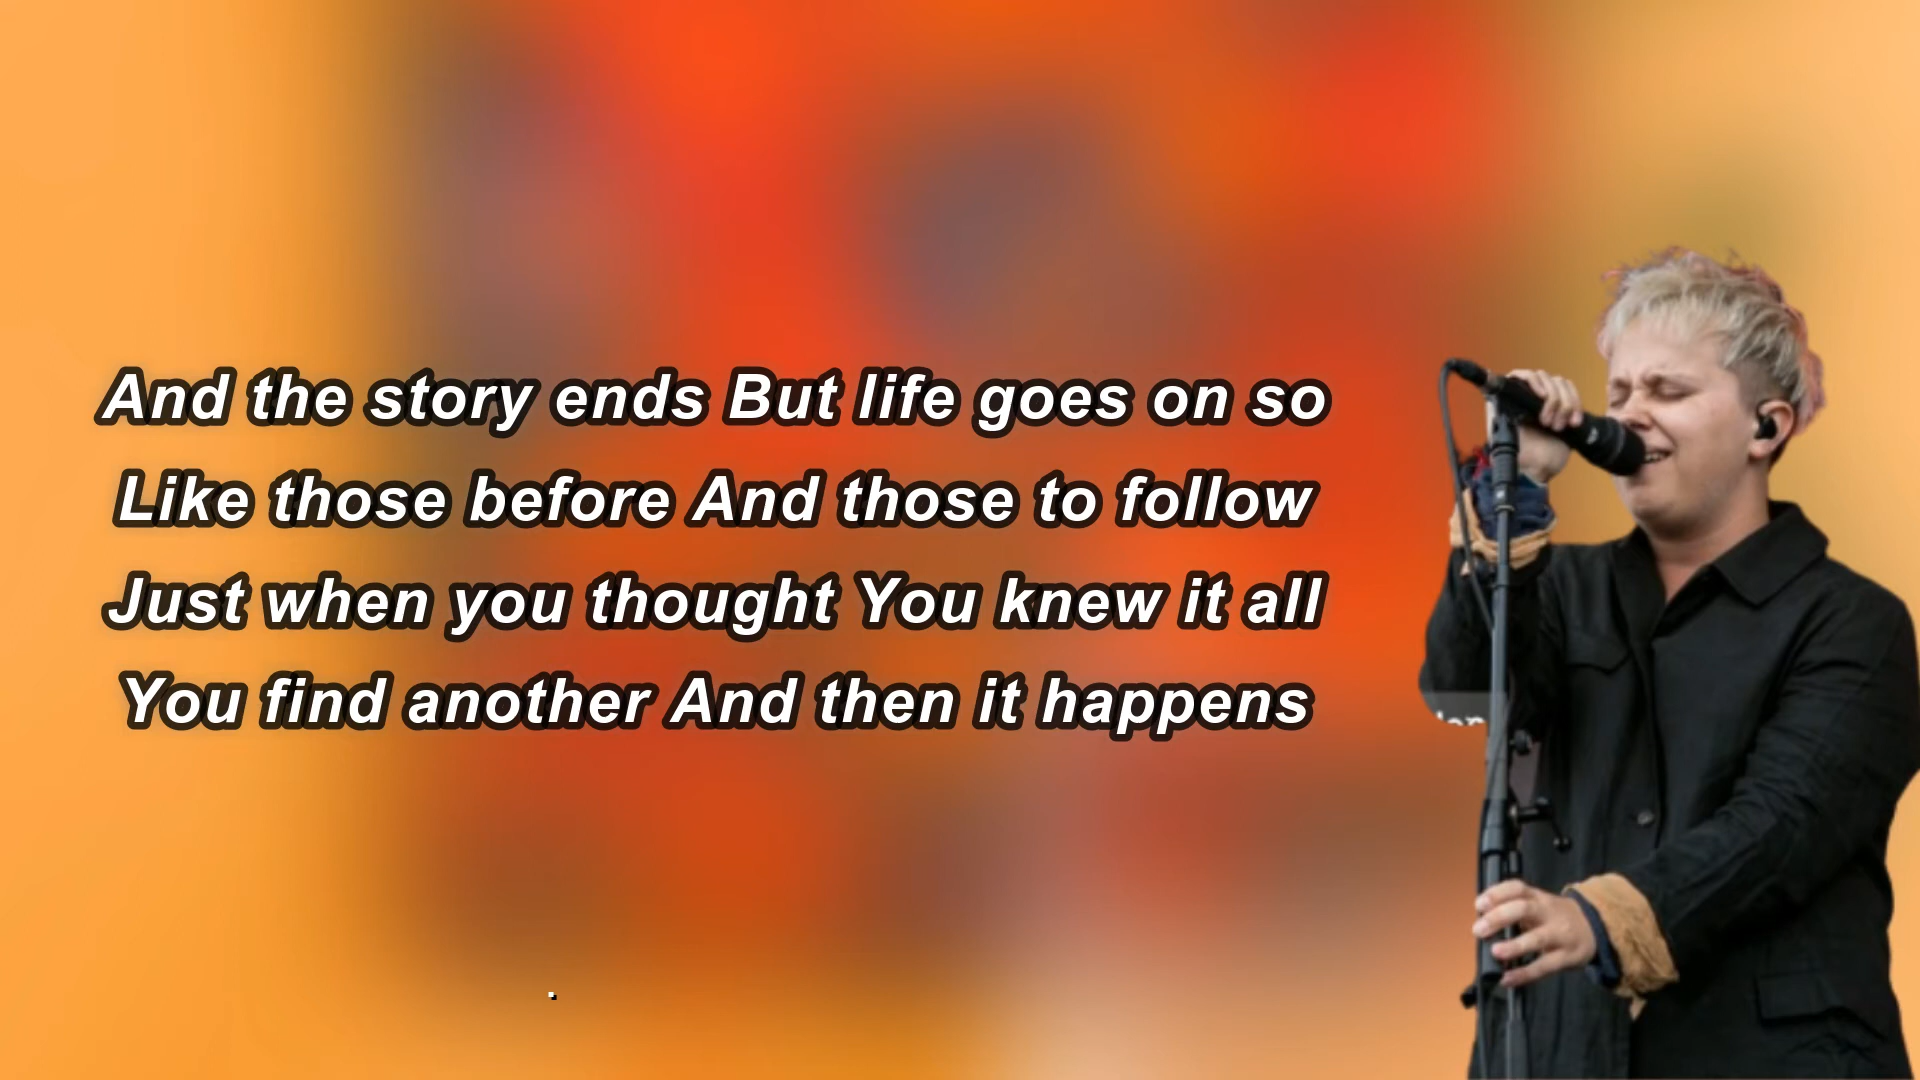 And the story ends But life goes on so
Like those before And those to follow
Just when you thought You knew it all
You find another And then it happens